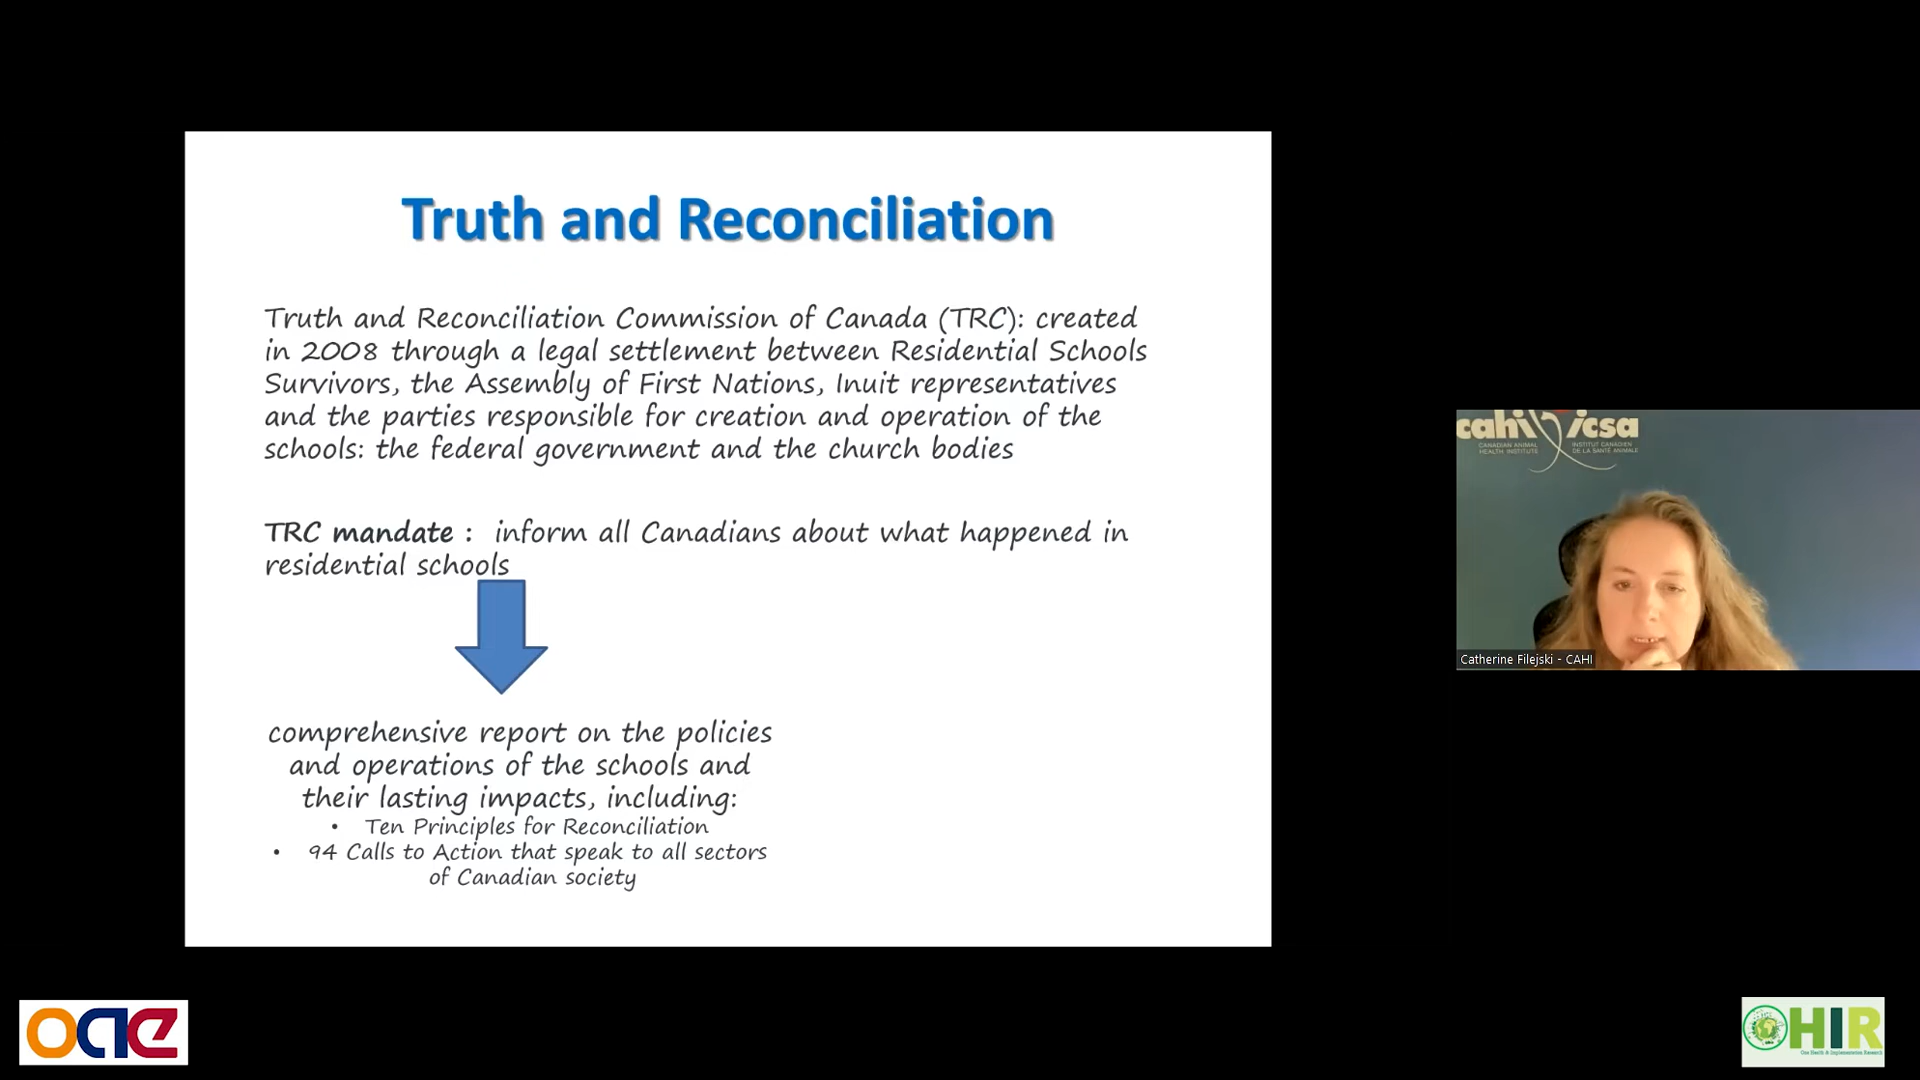 Truth and Reconciliation
Truth and Reconciliation Commission of Canada (TRC): created
in 2008 through a legal settlement between Residential Schools
Survivors, the Assembly of First Nations, Inuit representatives
and the parties responsible for creation and operation of the
schools: the federal government and the church bodies
TRC mandate : inform all Canadians about what happened in
residential schools
comprehensive report on the policies
and operations of the schools and
their lasting impacts, including:
• Ten Principles for Reconciliation
• 94 Calls to Action that speak to all sectors
of Canadian society
cahi icsa
CANADIAN ANIMAL
HEALTH INSTITUTE
INSTITUT CANADIEN
DE LA SANTÉ ANIMALE
Catherine Filejski - CAHI
oae
OHIR
One Health & Implementation Research